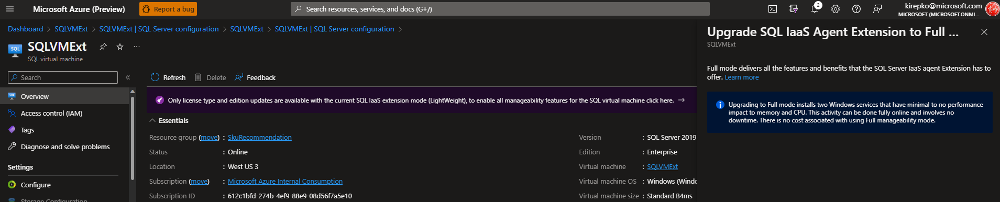 Microsoft Azure (Preview)
Report a bug
Search resources, services, and docs (G+/)
2
kirepko@microsoft.com
MICROSOFT (MICROSOFT.ONMI...
Dashboard > SQLVMExt > SQLVMExt | SQL Server configuration > SQLVMExt > SQLVMExt | SQL Server configuration >
SQL
SQLVMExt
...
SQL virtual machine
Search
«
Overview
Access control (IAM)
Tags
Diagnose and solve problems
Settings
Configure
Storage Configuration
Refresh
Delete
Feedback
Only license type and edition updates are available with the current SQL IaaS extension mode (LightWeight), to enable all manageability features for the SQL virtual machine click here. →
Essentials
Resource group (move) : SkuRecommendation
Status : Online
Location : West US 3
Subscription (move) : Microsoft Azure Internal Consumption
Subscription ID : 612c1bfd-274b-4ef9-88e9-08d56f7a5e10
Version : SQL Server 2019
Edition : Enterprise
Virtual machine : SQLVMExt
Virtual machine OS : Windows (Windo
Virtual machine size : Standard B4ms
Upgrade SQL IaaS Agent Extension to Full ...
SQLVMExt
Full mode delivers all the features and benefits that the SQL Server IaaS agent Extension has to
offer. Learn more
Upgrading to Full mode installs two Windows services that have minimal to no performance
impact to memory and CPU. This activity can be done fully online and involves no
downtime. There is no cost associated with using Full manageability mode.